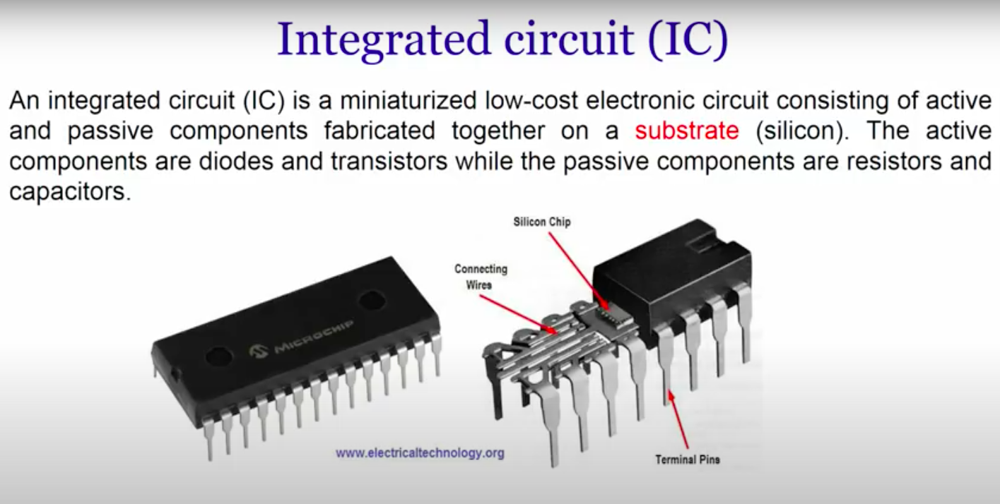 Integrated circuit (IC)
An integrated circuit (IC) is a miniaturized low-cost electronic circuit consisting of active
and passive components fabricated together on a substrate (silicon). The active
components are diodes and transistors while the passive components are resistors and
capacitors.
Silicon Chip
Connecting
Wires
MICROCHIP
www.electricaltechnology.org
Terminal Pins